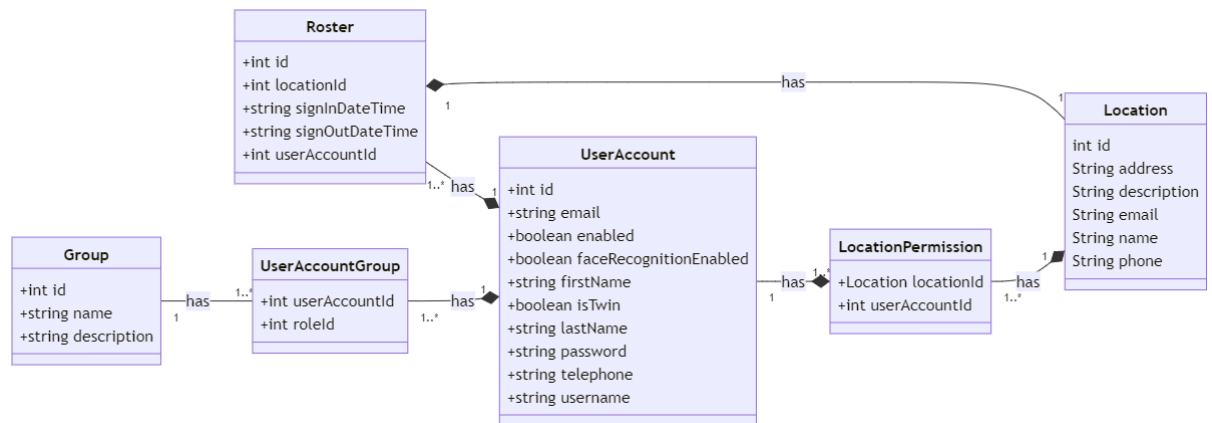 Roster
+int id
+int locationId
+string signInDateTime
+string signOutDateTime
+int userAccountId
1
has
1
Location
int id
String address
String description
String email
String name
String phone
1..*
has
1
UserAccount
+int id
+string email
+boolean enabled
+boolean faceRecognitionEnabled
+string firstName
+boolean isTwin
+string lastName
+string password
+string telephone
+string username
Group
+int id
+string name
+string description
1
has
1..*
UserAccountGroup
+int userAccountId
+int roleId
1..*
has
1
1
has
1..*
LocationPermission
+Location locationId
+int userAccountId
1..*
has
1